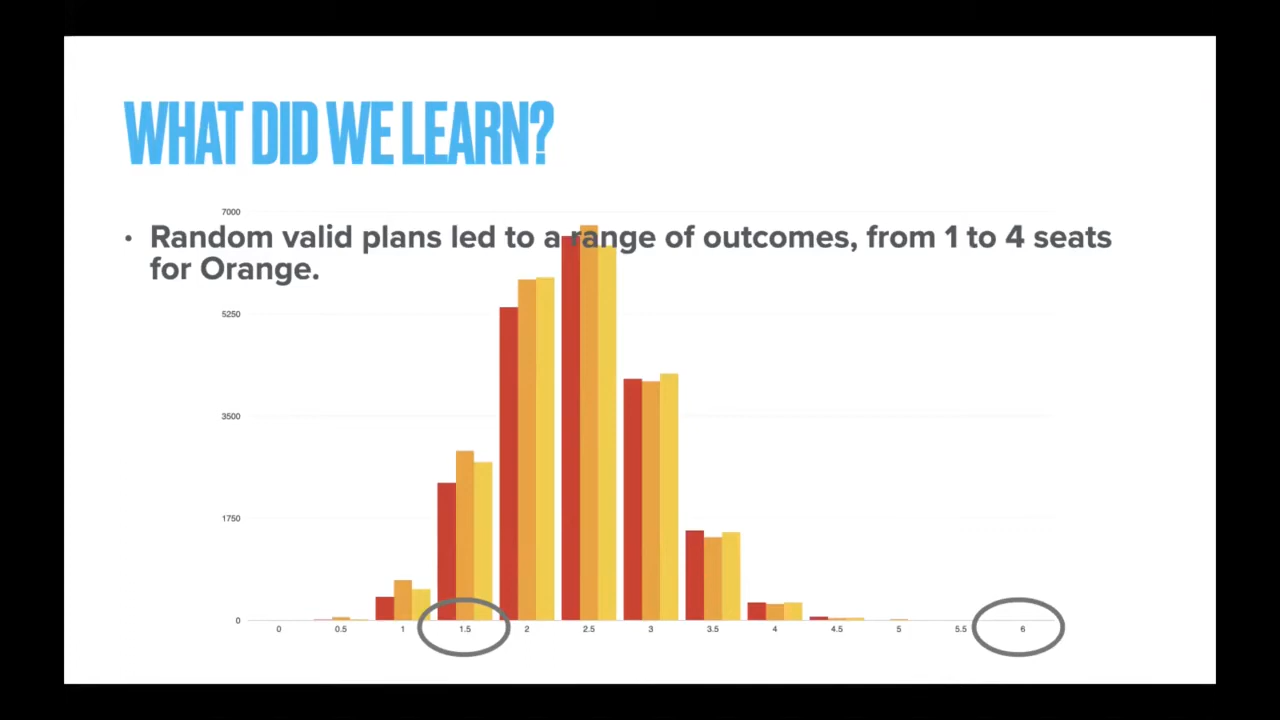 WHAT DID WE LEARN?
7000
• Random valid plans led to a range of outcomes, from 1 to 4 seats
for Orange.
5250
3500
1750
0
0 0.5 1 1.5 2 2.5 3 3.5 4 4.5 5 5.5 6